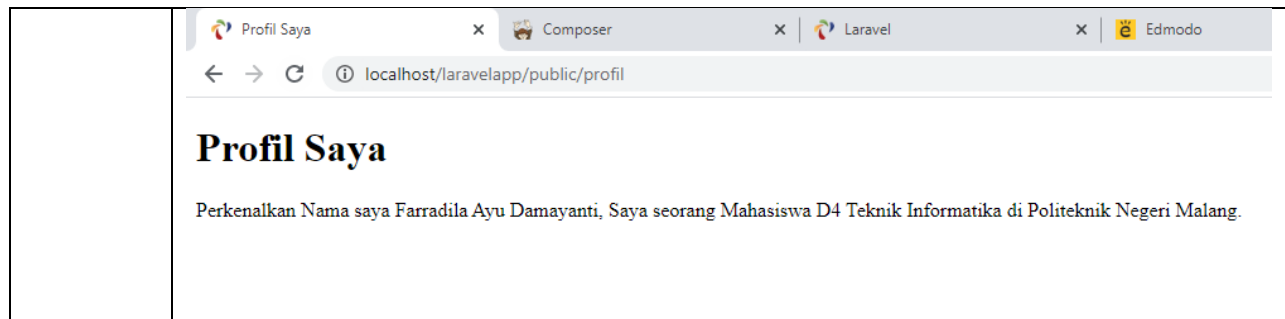 Profil Saya Composer Laravel Edmodo
localhost/laravelapp/public/profil
Profil Saya
Perkenalkan Nama saya Farradila Ayu Damayanti, Saya seorang Mahasiswa D4 Teknik Informatika di Politeknik Negeri Malang.